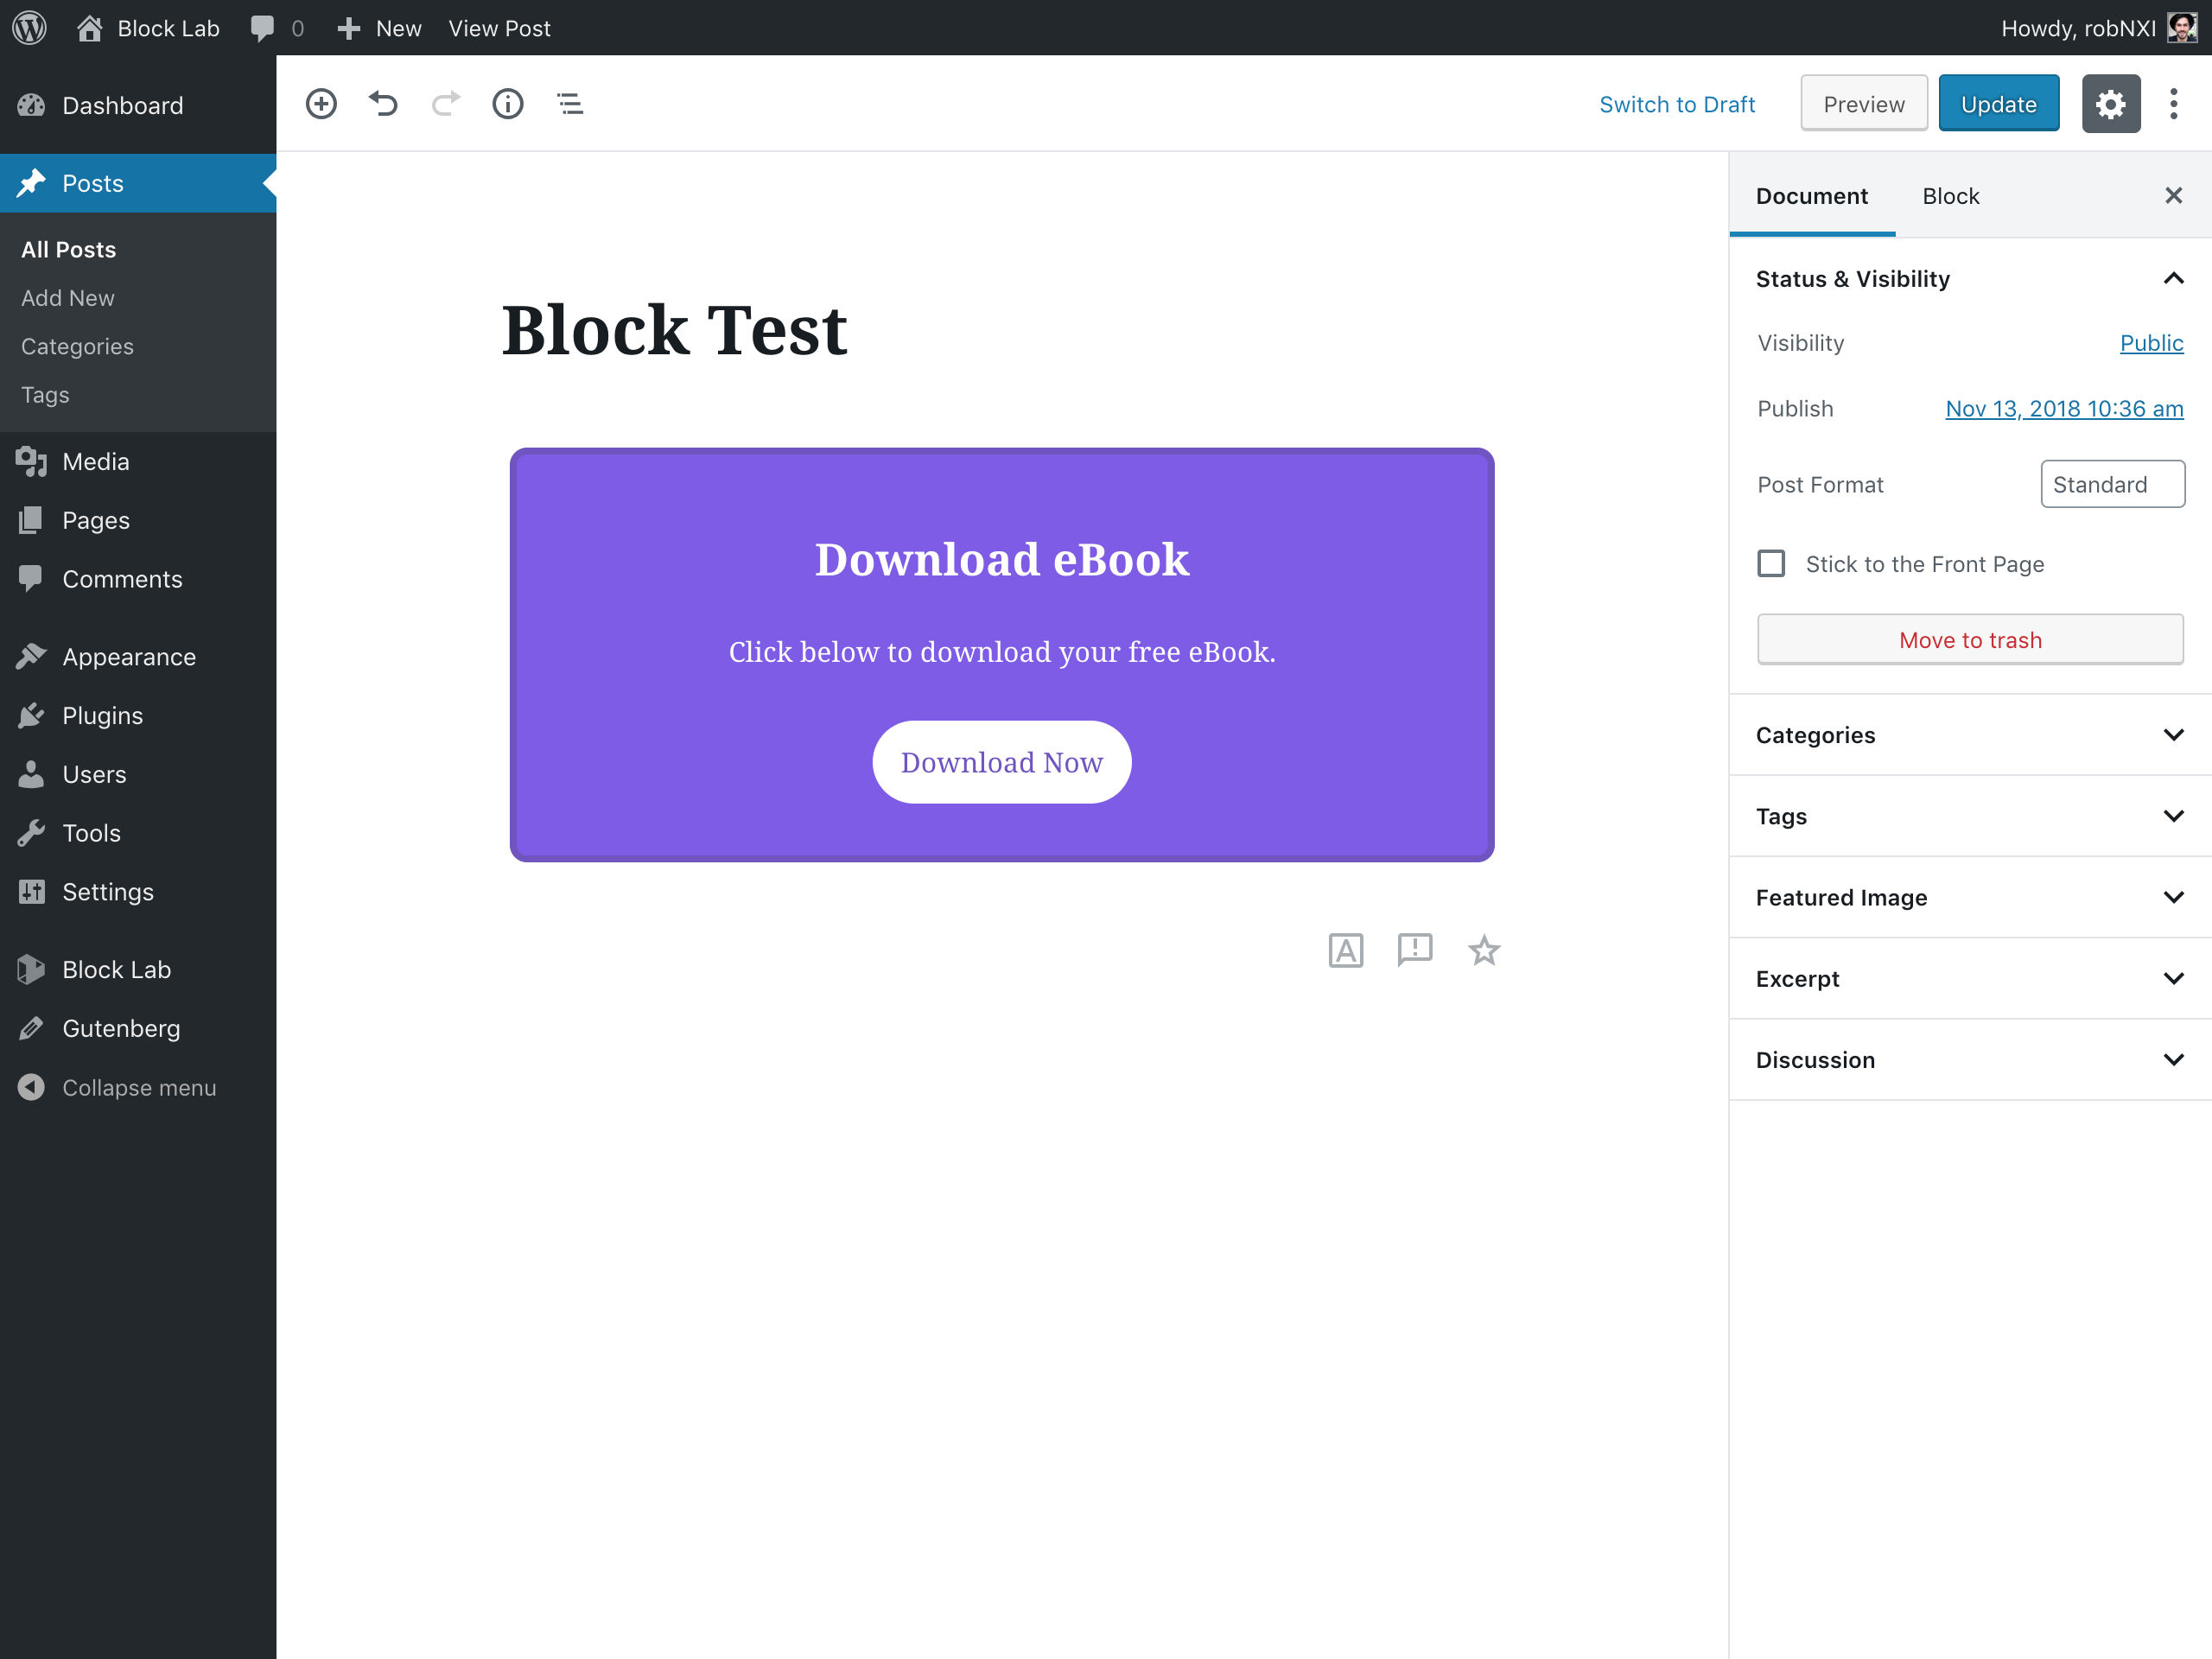 Block Lab 0 New View Post Howdy, robNXI
Dashboard
Posts
All Posts
Add New
Categories
Tags
Media
Pages
Comments
Appearance
Plugins
Users
Tools
Settings
Block Lab
Gutenberg
Collapse menu
Switch to Draft Preview Update
Block Test
Download eBook
Click below to download your free eBook.
Download Now
Document Block
Status & Visibility
Visibility Public
Publish Nov 13, 2018 10:36 am
Post Format Standard
Stick to the Front Page
Move to trash
Categories
Tags
Featured Image
Excerpt
Discussion